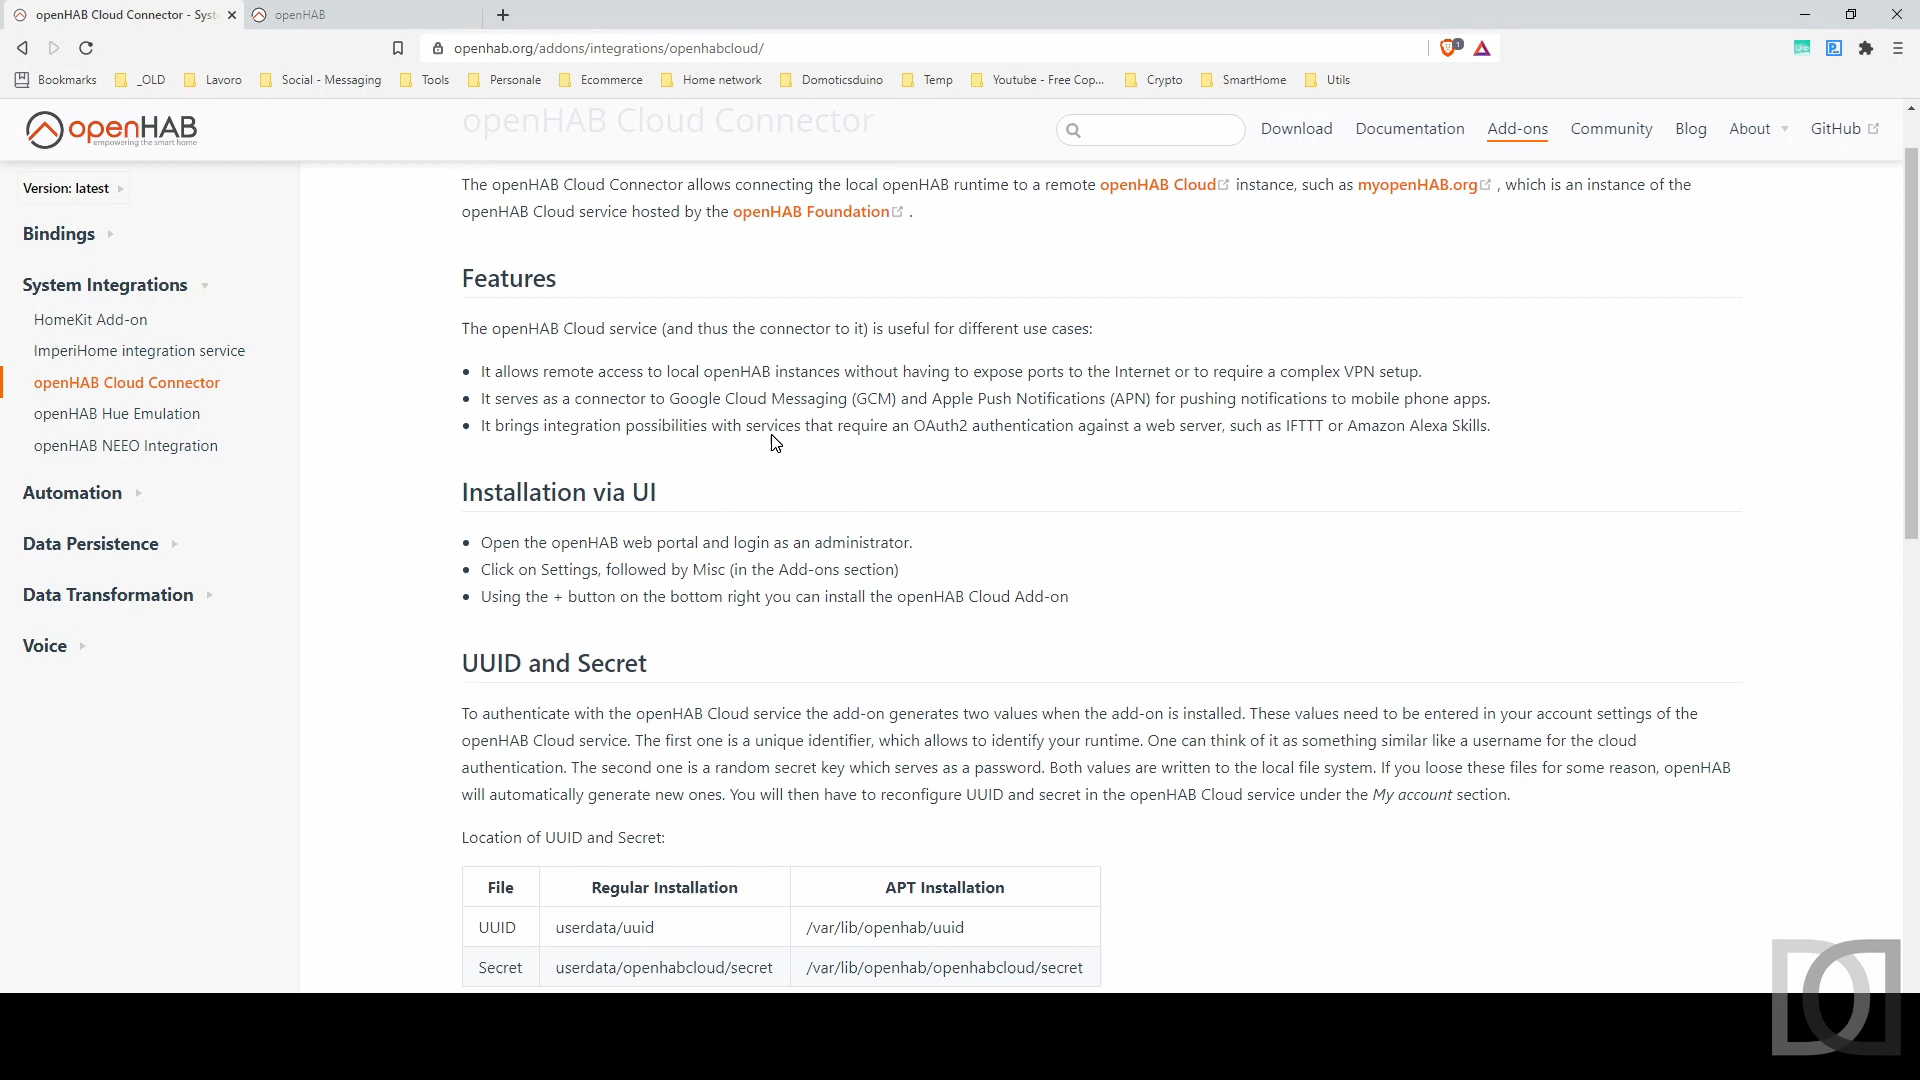 openHAB Cloud Connector - Syst
openHAB
openhab.org/addons/integrations/openhabcloud/
1
Bookmarks _OLD Lavoro Social - Messaging Tools Personale Ecommerce Home network Domoticsduino Temp Youtube - Free Cop... Crypto SmartHome Utils
openHAB
empowering the smart home
openHAB Cloud Connector
Download Documentation Add-ons Community Blog About GitHub
Version: latest
Bindings
System Integrations
HomeKit Add-on
ImperiHome integration service
openHAB Cloud Connector
openHAB Hue Emulation
openHAB NEEO Integration
Automation
Data Persistence
Data Transformation
Voice
The openHAB Cloud Connector allows connecting the local openHAB runtime to a remote openHAB Cloud instance, such as myopenHAB.org , which is an instance of the
openHAB Cloud service hosted by the openHAB Foundation .
Features
The openHAB Cloud service (and thus the connector to it) is useful for different use cases:
• It allows remote access to local openHAB instances without having to expose ports to the Internet or to require a complex VPN setup.
• It serves as a connector to Google Cloud Messaging (GCM) and Apple Push Notifications (APN) for pushing notifications to mobile phone apps.
• It brings integration possibilities with services that require an OAuth2 authentication against a web server, such as IFTTT or Amazon Alexa Skills.
Installation via UI
• Open the openHAB web portal and login as an administrator.
• Click on Settings, followed by Misc (in the Add-ons section)
• Using the + button on the bottom right you can install the openHAB Cloud Add-on
UUID and Secret
To authenticate with the openHAB Cloud service the add-on generates two values when the add-on is installed. These values need to be entered in your account settings of the
openHAB Cloud service. The first one is a unique identifier, which allows to identify your runtime. One can think of it as something similar like a username for the cloud
authentication. The second one is a random secret key which serves as a password. Both values are written to the local file system. If you loose these files for some reason, openHAB
will automatically generate new ones. You will then have to reconfigure UUID and secret in the openHAB Cloud service under the My account section.
Location of UUID and Secret:
File Regular Installation APT Installation
UUID userdata/uuid /var/lib/openhab/uuid
Secret userdata/openhabcloud/secret /var/lib/openhab/openhabcloud/secret